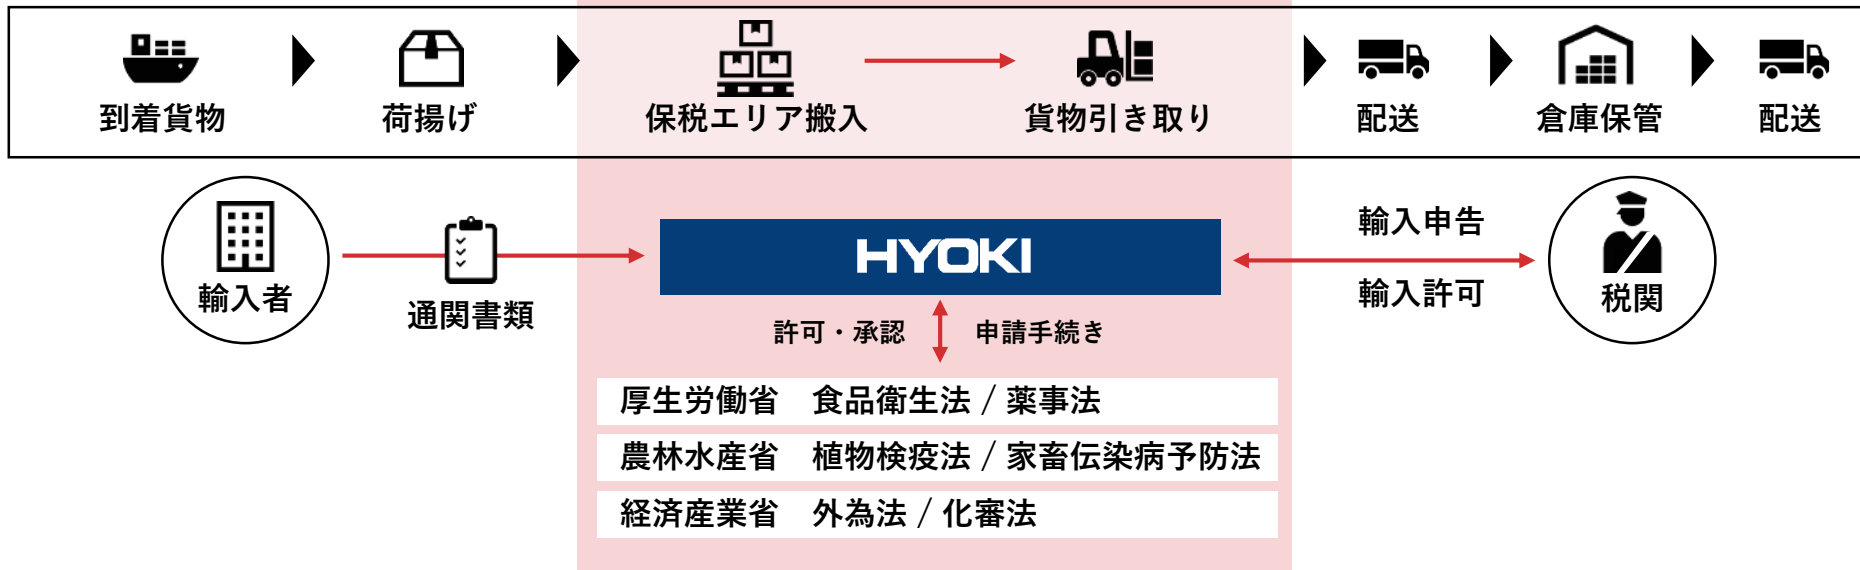 到着貨物
荷揚げ
保税エリア搬入
貨物引き取り
配送
倉庫保管
配送
輸入者
通関書類
HYOKI
輸入申告
輸入許可
税関
許可・承認
申請手続き
厚生労働省 食品衛生法 / 薬事法
農林水産省 植物検疫法 / 家畜伝染病予防法
経済産業省 外為法 / 化審法